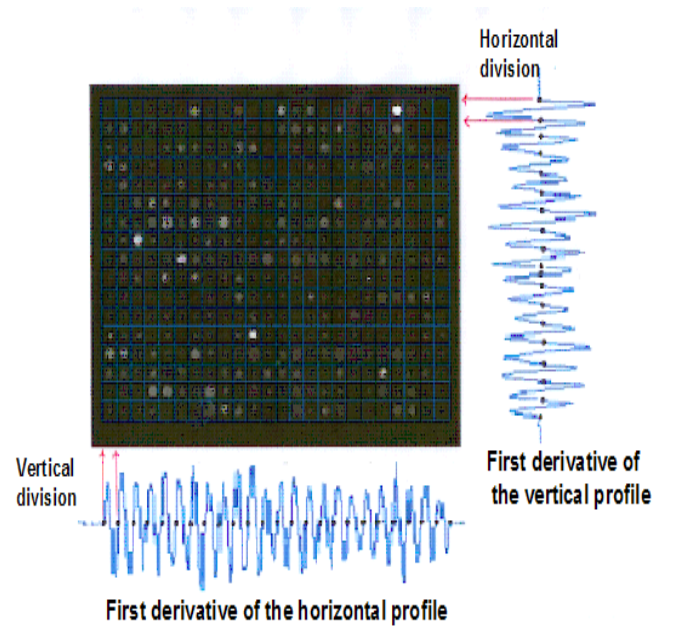 Horizontal
division
Vertical
division
First derivative of
the vertical profile
First derivative of the horizontal profile